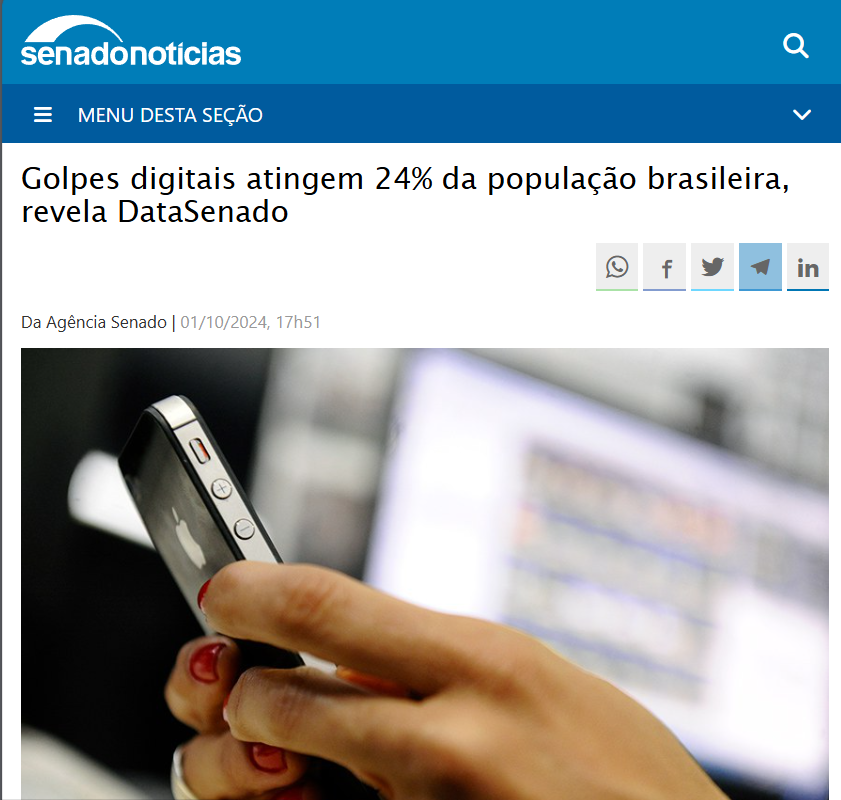 senadonotícias
MENU DESTA SEÇÃO
Golpes digitais atingem 24% da população brasileira,
revela DataSenado
Da Agência Senado | 01/10/2024, 17h51